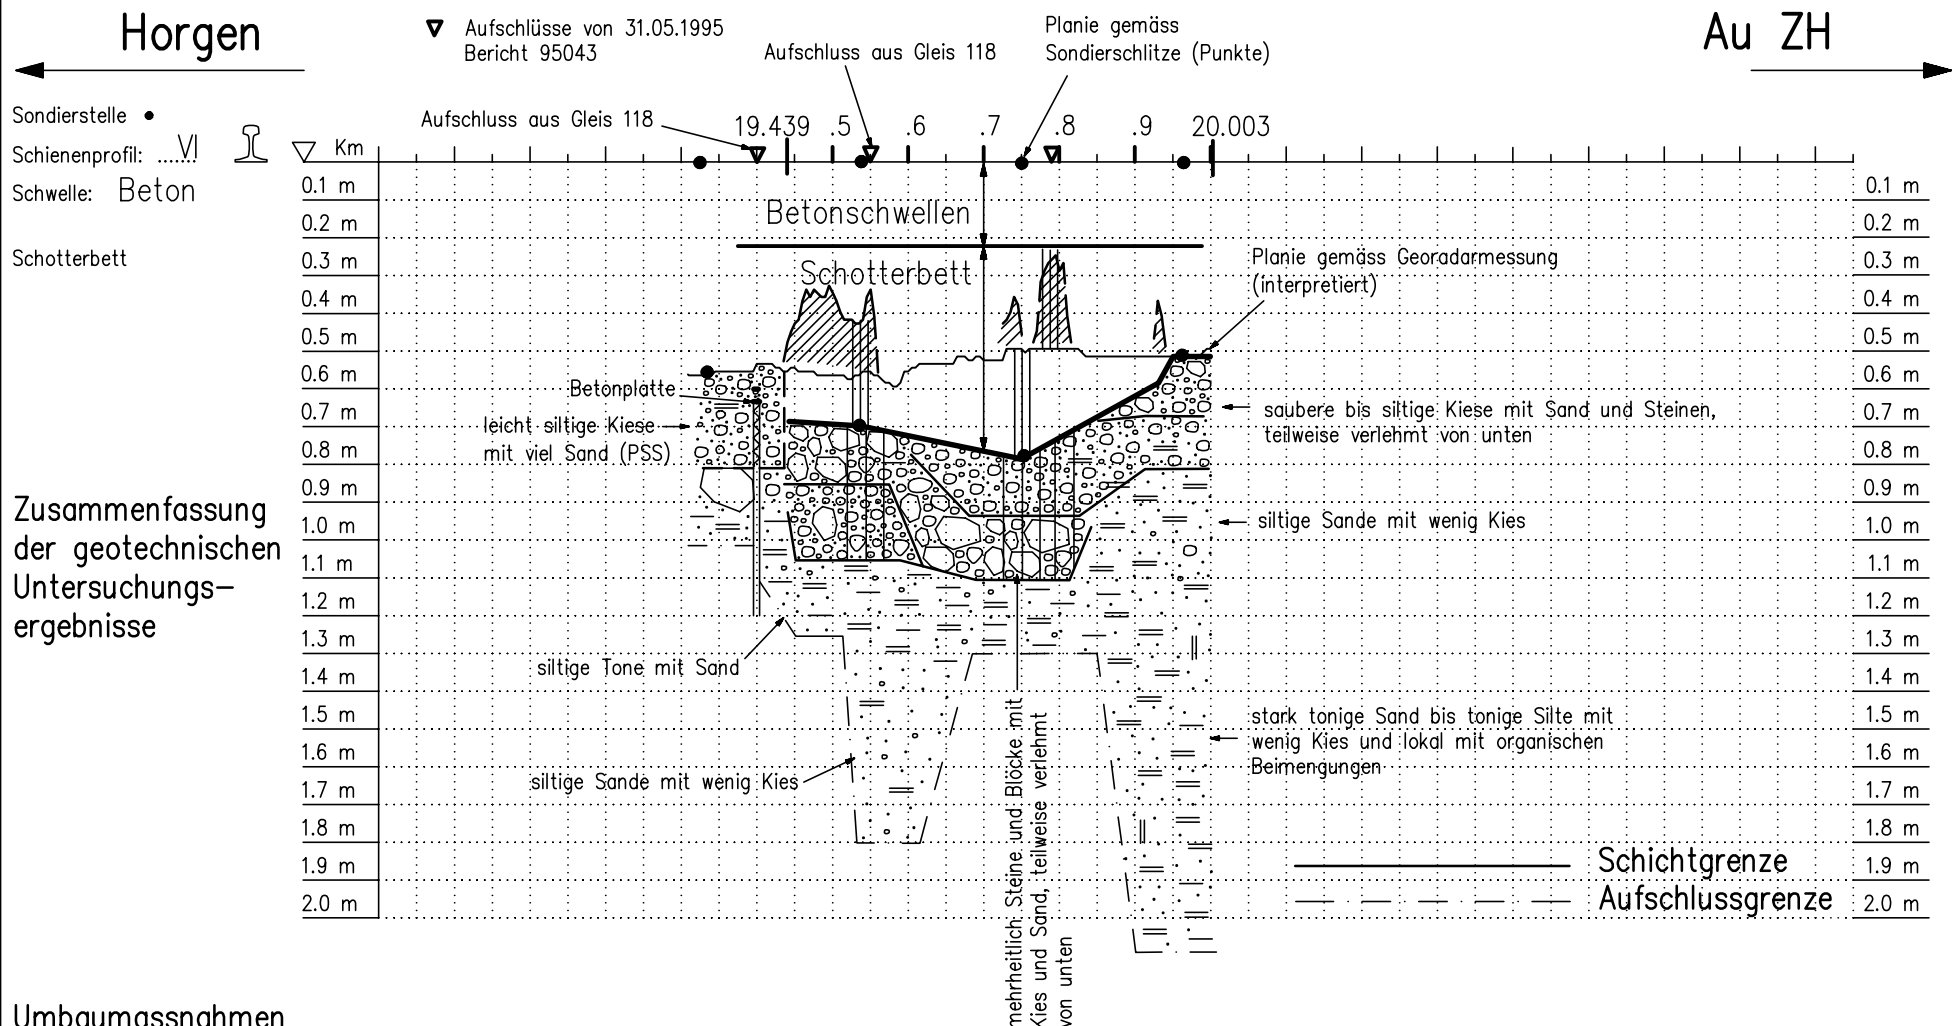 Horgen
Aufschlüsse von 31.05.1995
Bericht 95043
Aufschluss aus Gleis 118
Planie gemäss
Sondierschlitze (Punkte)
Au ZH
Sondierstelle
Aufschluss aus Gleis 118
19.439 .5 .6 .7 .8 .9 20.003
Schienenprofil: ....... VI
Km
Schwelle: Beton
Schotterbett
0.1 m
0.2 m
0.3 m
0.4 m
0.5 m
0.6 m
0.7 m
0.8 m
0.9 m
1.0 m
1.1 m
1.2 m
1.3 m
1.4 m
1.5 m
1.6 m
1.7 m
1.8 m
1.9 m
2.0 m
Betonschwellen
Schotterbett
Planie gemäss Georadarmessung
(interpretiert)
Betonplatte
leicht siltige Kiese
mit viel Sand (PSS)
saubere bis siltige Kiese mit Sand und Steinen,
teilweise verlehmt von unten
siltige Sande mit wenig Kies
Zusammenfassung
der geotechnischen
Untersuchungs-
ergebnisse
siltige Tone mit Sand
siltige Sande mit wenig Kies
mehrheitlich Steine und Blöcke mit
Kies und Sand, teilweise verlehmt
von unten
stark tonige Sand bis tonige Silte mit
wenig Kies und lokal mit organischen
Beimengungen
Schichtgrenze
Aufschlussgrenze
0.1 m
0.2 m
0.3 m
0.4 m
0.5 m
0.6 m
0.7 m
0.8 m
0.9 m
1.0 m
1.1 m
1.2 m
1.3 m
1.4 m
1.5 m
1.6 m
1.7 m
1.8 m
1.9 m
2.0 m
Umbaumassnahmen